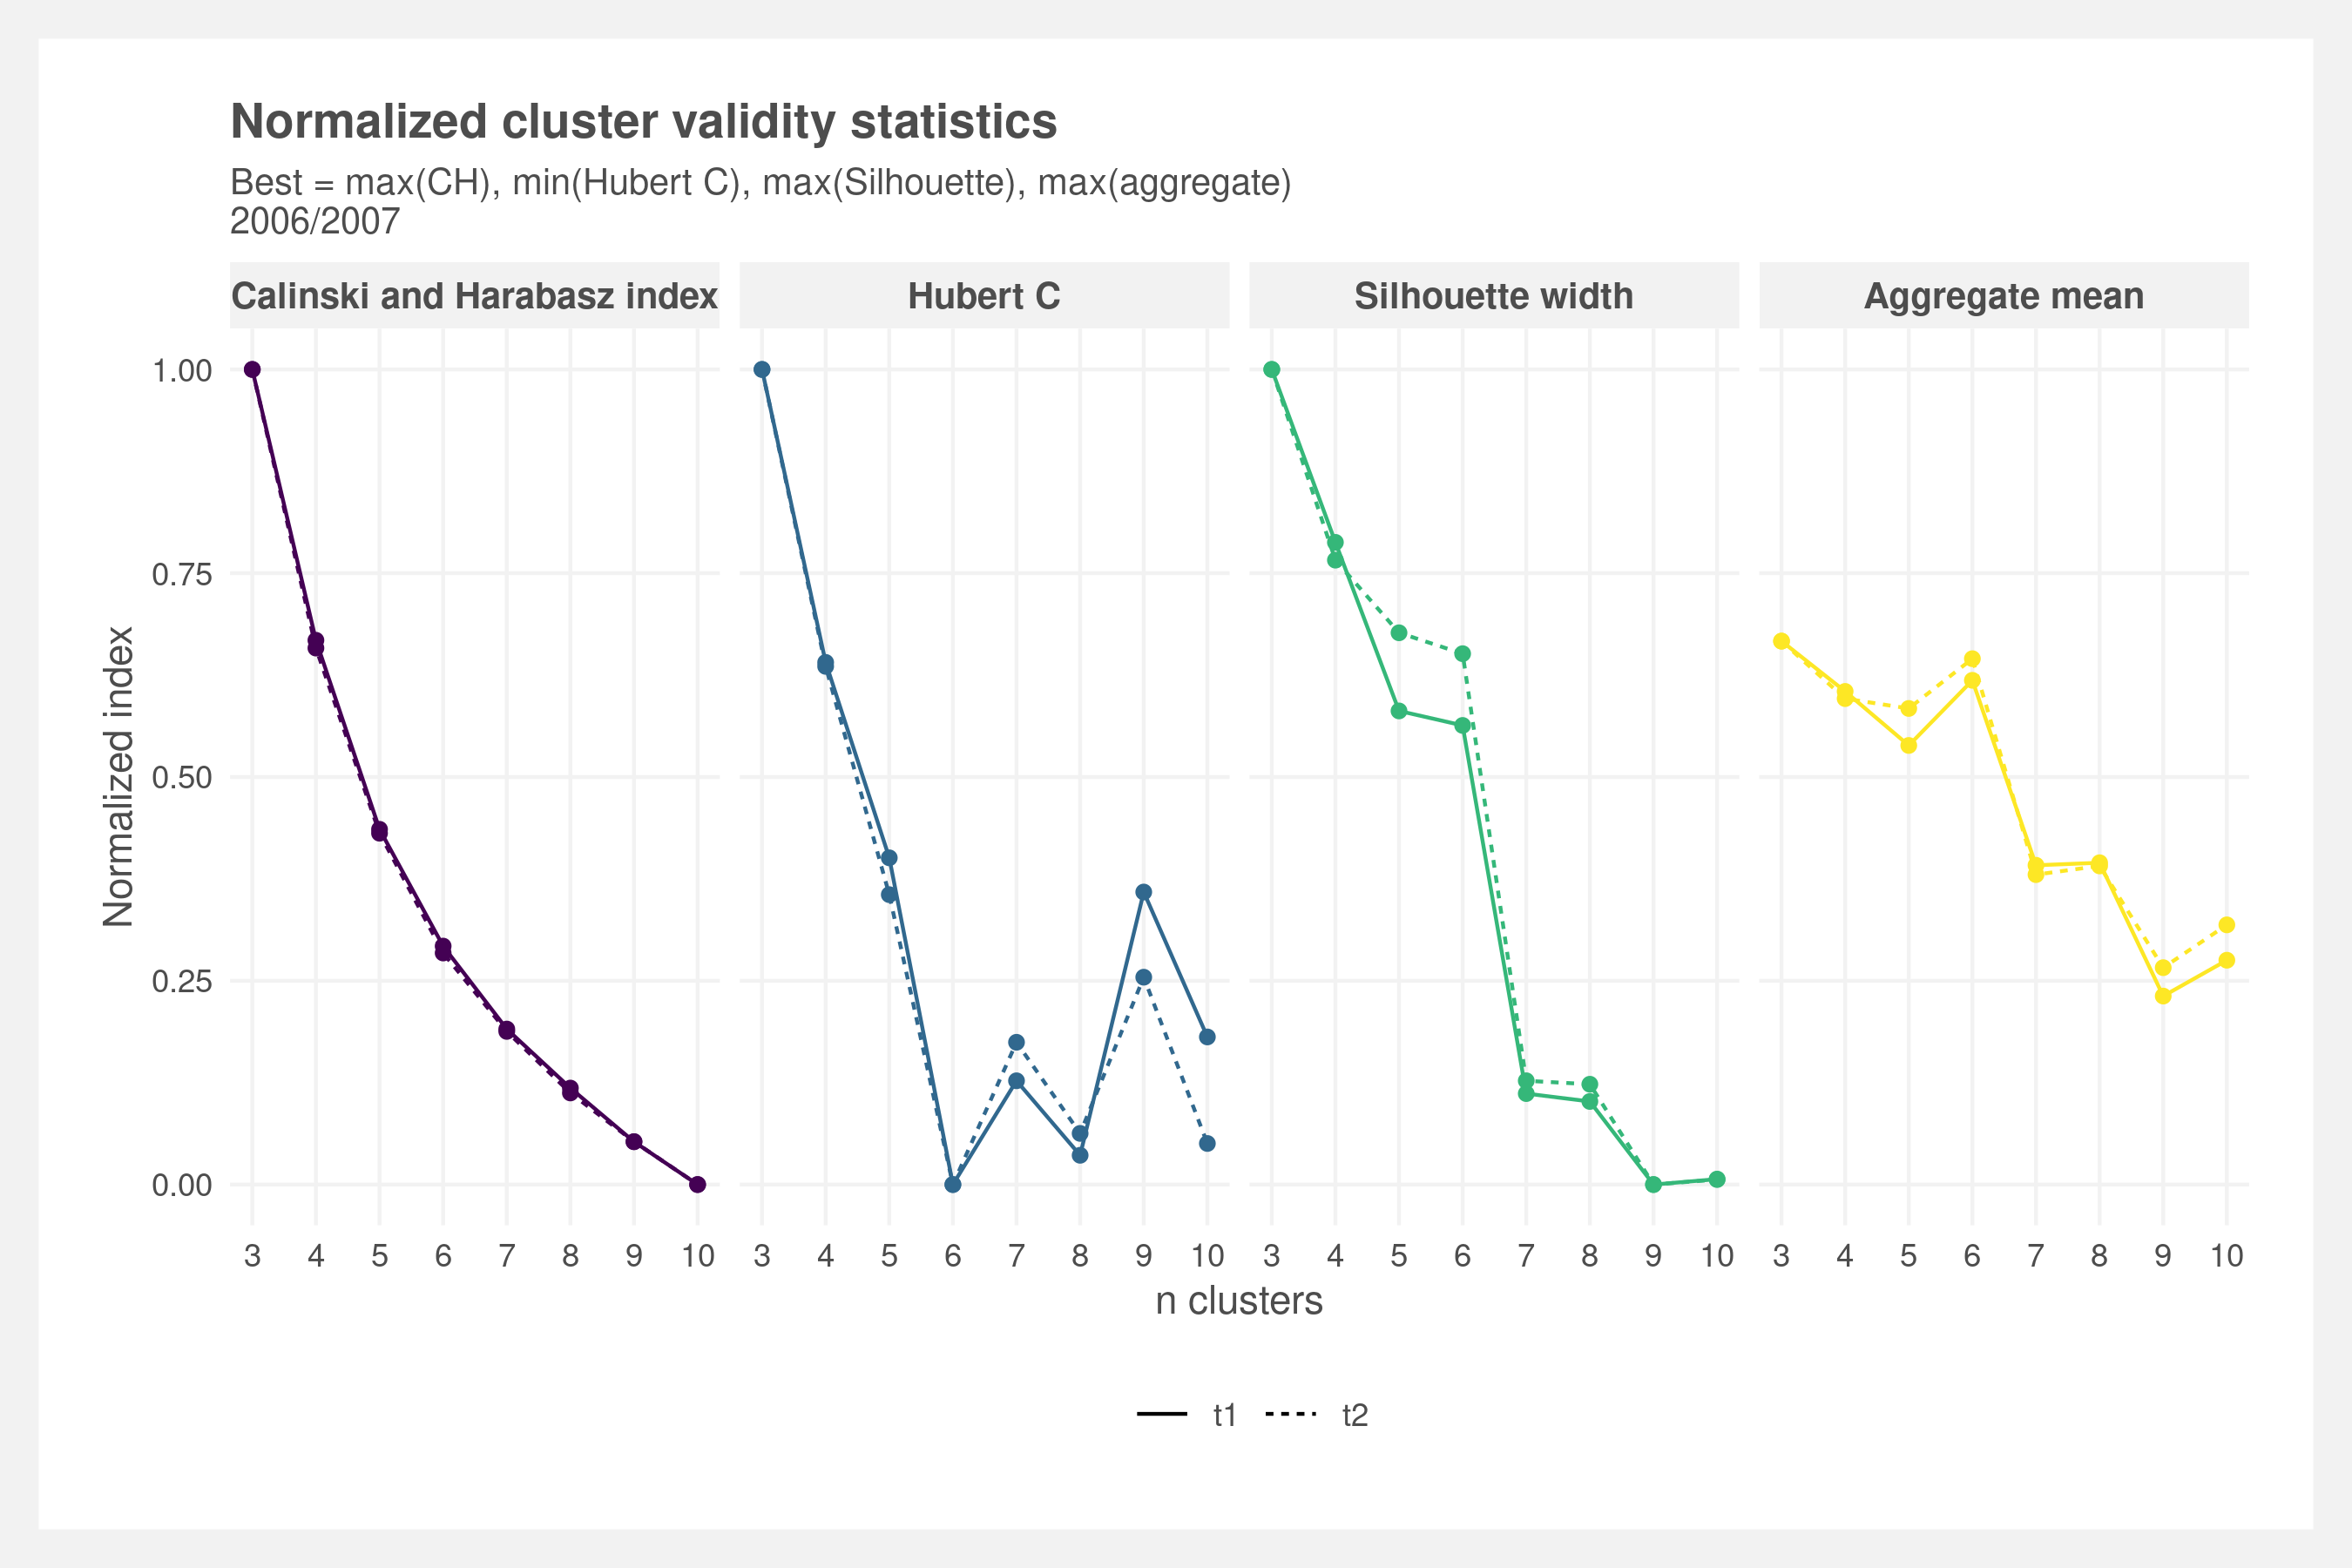 Normalized cluster validity statistics
Best = max(CH), min(Hubert C), max(Silhouette), max(aggregate)
2006/2007
Calinski and Harabasz index
Hubert C
Silhouette width
Aggregate mean
Normalized index
1.00
0.75
0.50
0.25
0.00
3 4 5 6 7 8 9 10
3 4 5 6 7 8 9 10
3 4 5 6 7 8 9 10
3 4 5 6 7 8 9 10
n clusters
t1 t2